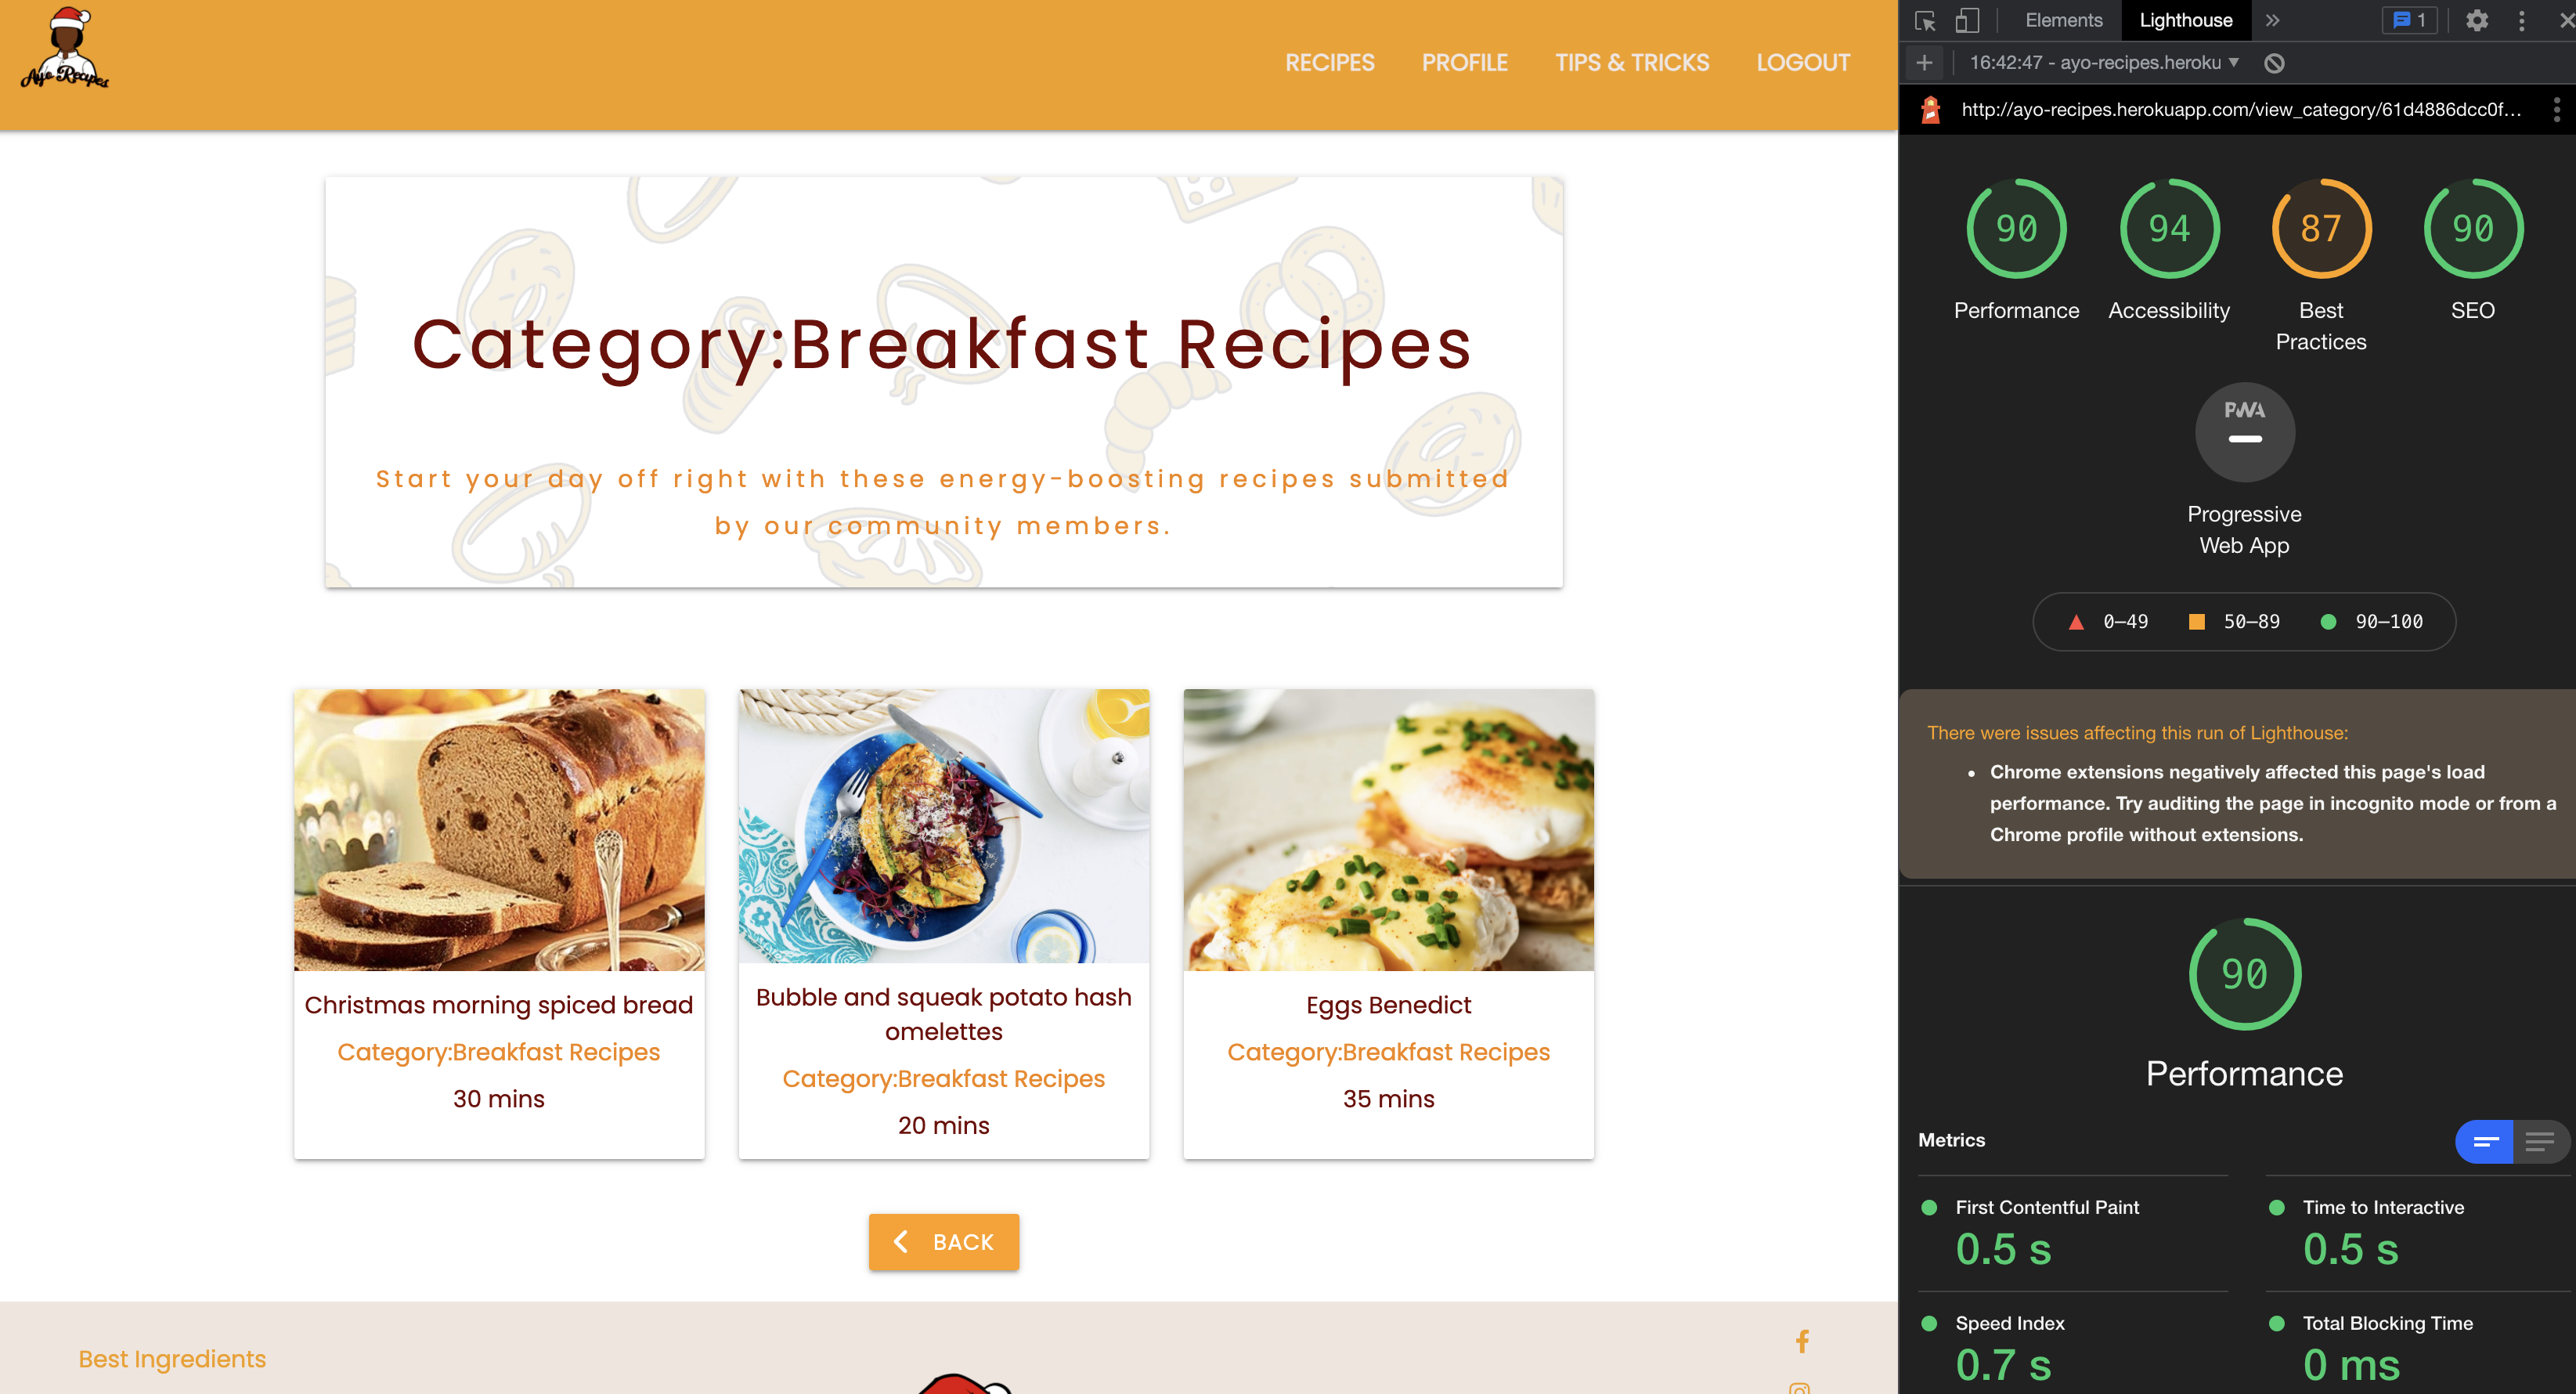 Ayo Recipes
RECIPES
PROFILE
TIPS & TRICKS
LOGOUT
Category:Breakfast Recipes
Start your day off right with these energy-boosting recipes submitted
by our community members.
Christmas morning spiced bread
Category:Breakfast Recipes
30 mins
Bubble and squeak potato hash
omelettes
Category:Breakfast Recipes
20 mins
Eggs Benedict
Category:Breakfast Recipes
35 mins
BACK
Best Ingredients
Elements
Lighthouse
1
16:42:47 - ayo-recipes.heroku
http://ayo-recipes.herokuapp.com/view_category/61d4886dcc0f...
90
94
87
90
Performance
Accessibility
Best
Practices
SEO
PWA
Progressive
Web App
0–49
50–89
90–100
There were issues affecting this run of Lighthouse:
Chrome extensions negatively affected this page's load
performance. Try auditing the page in incognito mode or from a
Chrome profile without extensions.
90
Performance
Metrics
First Contentful Paint
0.5 s
Time to Interactive
0.5 s
Speed Index
0.7 s
Total Blocking Time
0 ms